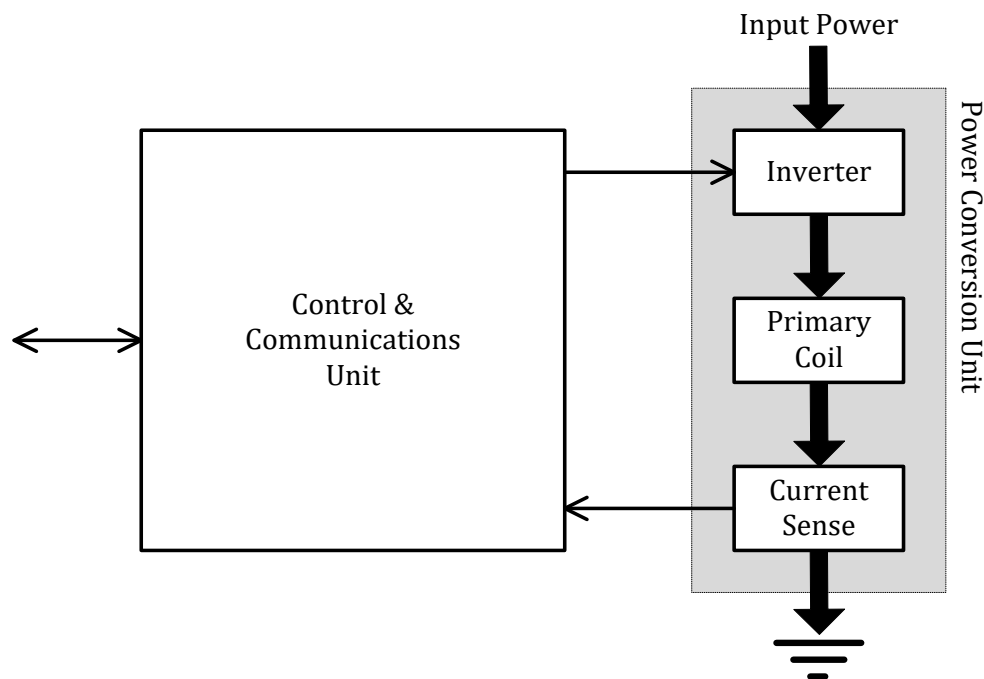 Input Power
Inverter
Power Conversion Unit
Control &
Communications
Unit
Primary
Coil
Current
Sense